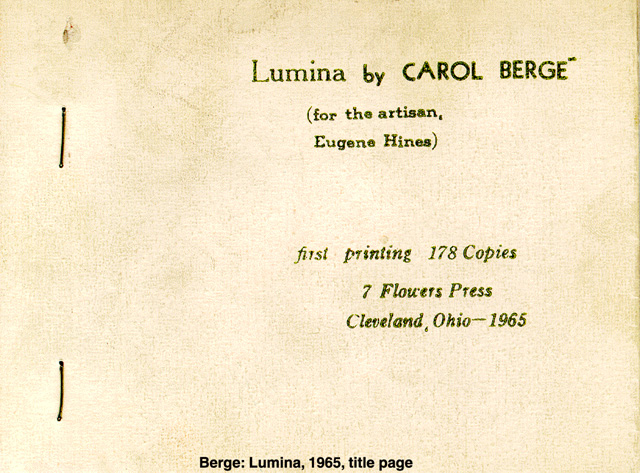 Lumina by CAROL BERGE
(for the artisan,
Eugene Hines)
first printing 178 Copies
7 Flowers Press
Cleveland, Ohio—1965
Berge: Lumina, 1965, title page